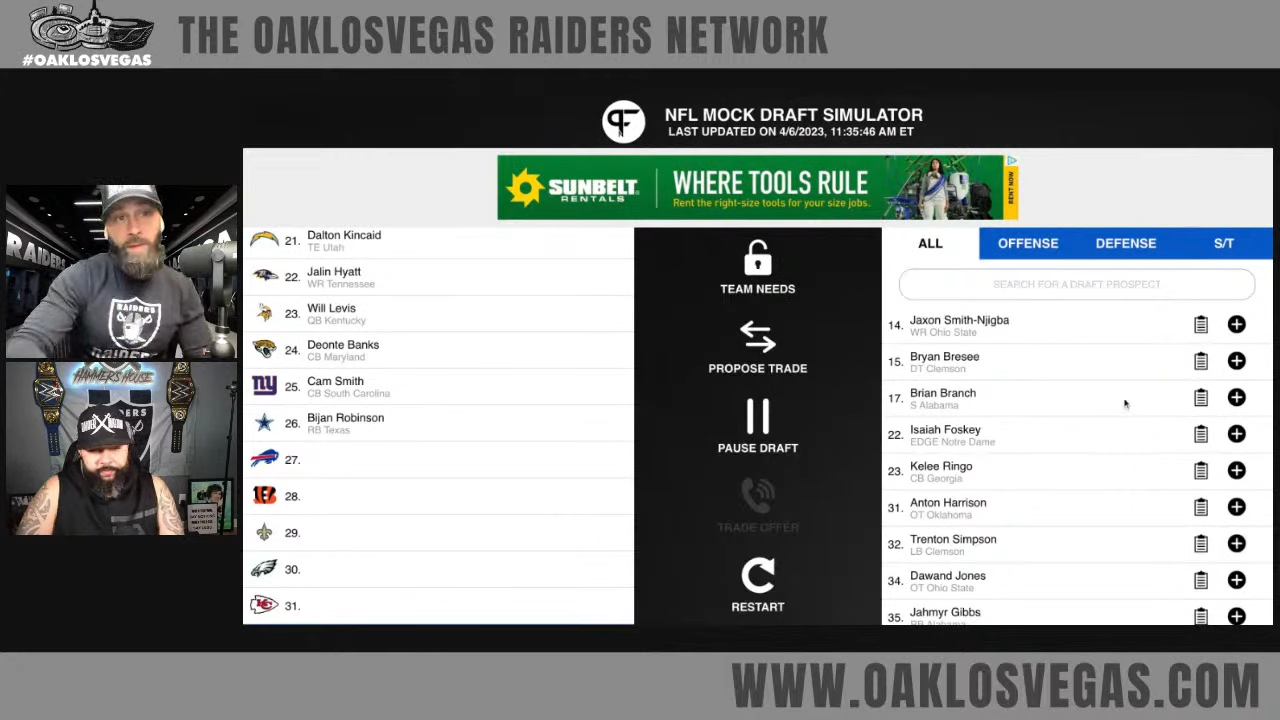 THE OAKLOSVEGAS RAIDERS NETWORK
#OAKLOSVEGAS
NFL MOCK DRAFT SIMULATOR
LAST UPDATED ON 4/6/2023, 11:35:46 AM ET
SUNBELT
RENTALS
WHERE TOOLS RULE
Rent the right-size tools for your size jobs.
RENT NOW
21. Dalton Kincaid
TE Utah
22. Jalin Hyatt
WR Tennessee
23. Will Levis
QB Kentucky
24. Deonte Banks
CB Maryland
25. Cam Smith
CB South Carolina
26. Bijan Robinson
RB Texas
27.
28.
29.
30.
31.
TEAM NEEDS
PROPOSE TRADE
PAUSE DRAFT
TRADE OFFER
RESTART
ALL OFFENSE DEFENSE S/T
SEARCH FOR A DRAFT PROSPECT
14. Jaxon Smith-Njigba
WR Ohio State
15. Bryan Bresee
DT Clemson
17. Brian Branch
S Alabama
22. Isaiah Foskey
EDGE Notre Dame
23. Kelee Ringo
CB Georgia
31. Anton Harrison
OT Oklahoma
32. Trenton Simpson
LB Clemson
34. Dawand Jones
OT Ohio State
35. Jahmyr Gibbs
RB Alabama
RAIDERS
RAIDERS
HAMMERS HOUSE
WWW.OAKLOSVEGAS.COM